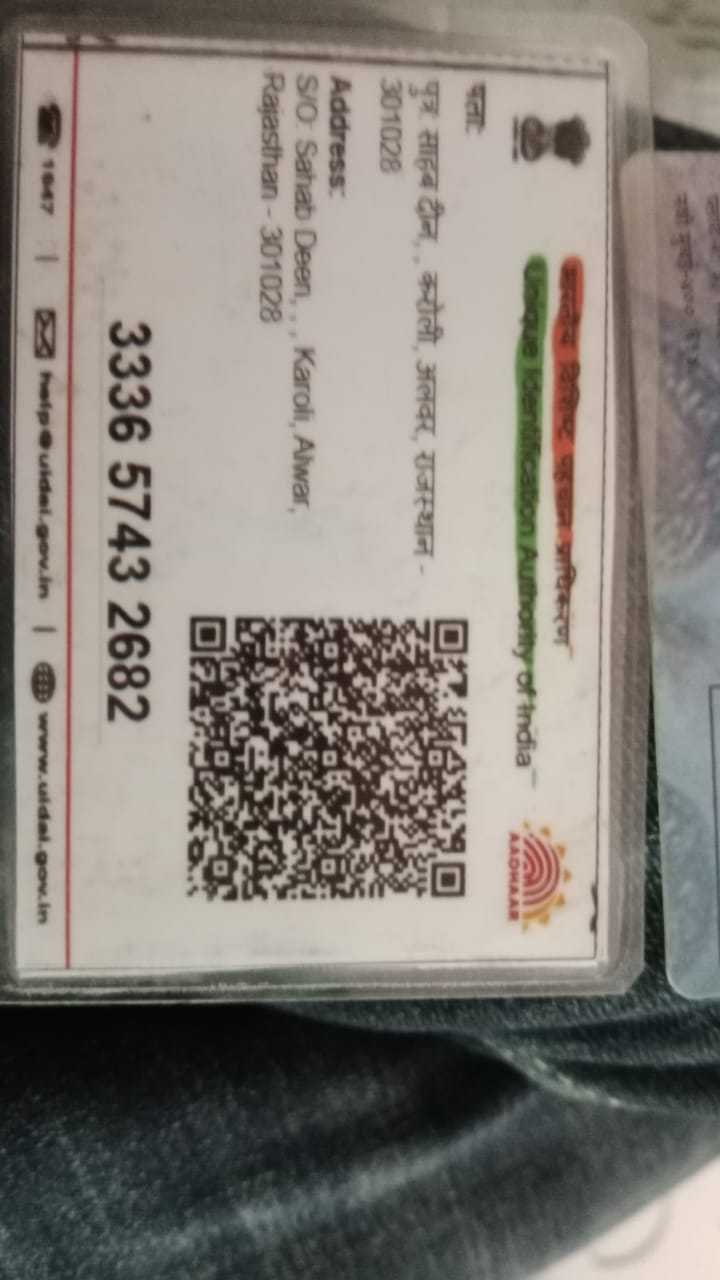 भारतीय विशिष्ट पहचान प्राधिकरण
Unique Identification Authority of India
AADHAAR
पता:
पुत्र: साहब दीन, , करोली, अलवर, राजस्थान -
301028
Address:
S/O: Sahab Deen, , , Karoli, Alwar,
Rajasthan - 301028
3336 5743 2682
1947 | help@uidai.gov.in | www.uidai.gov.in